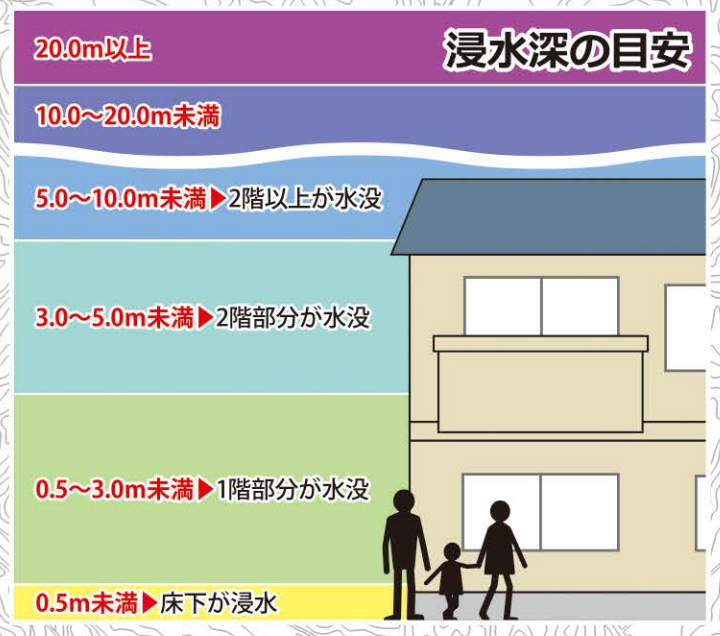 浸水深の目安
20.0m以上
10.0～20.0m未満
5.0～10.0m未満▶2階以上が水没
3.0～5.0m未満▶2階部分が水没
0.5～3.0m未満▶1階部分が水没
0.5m未満▶床下が浸水